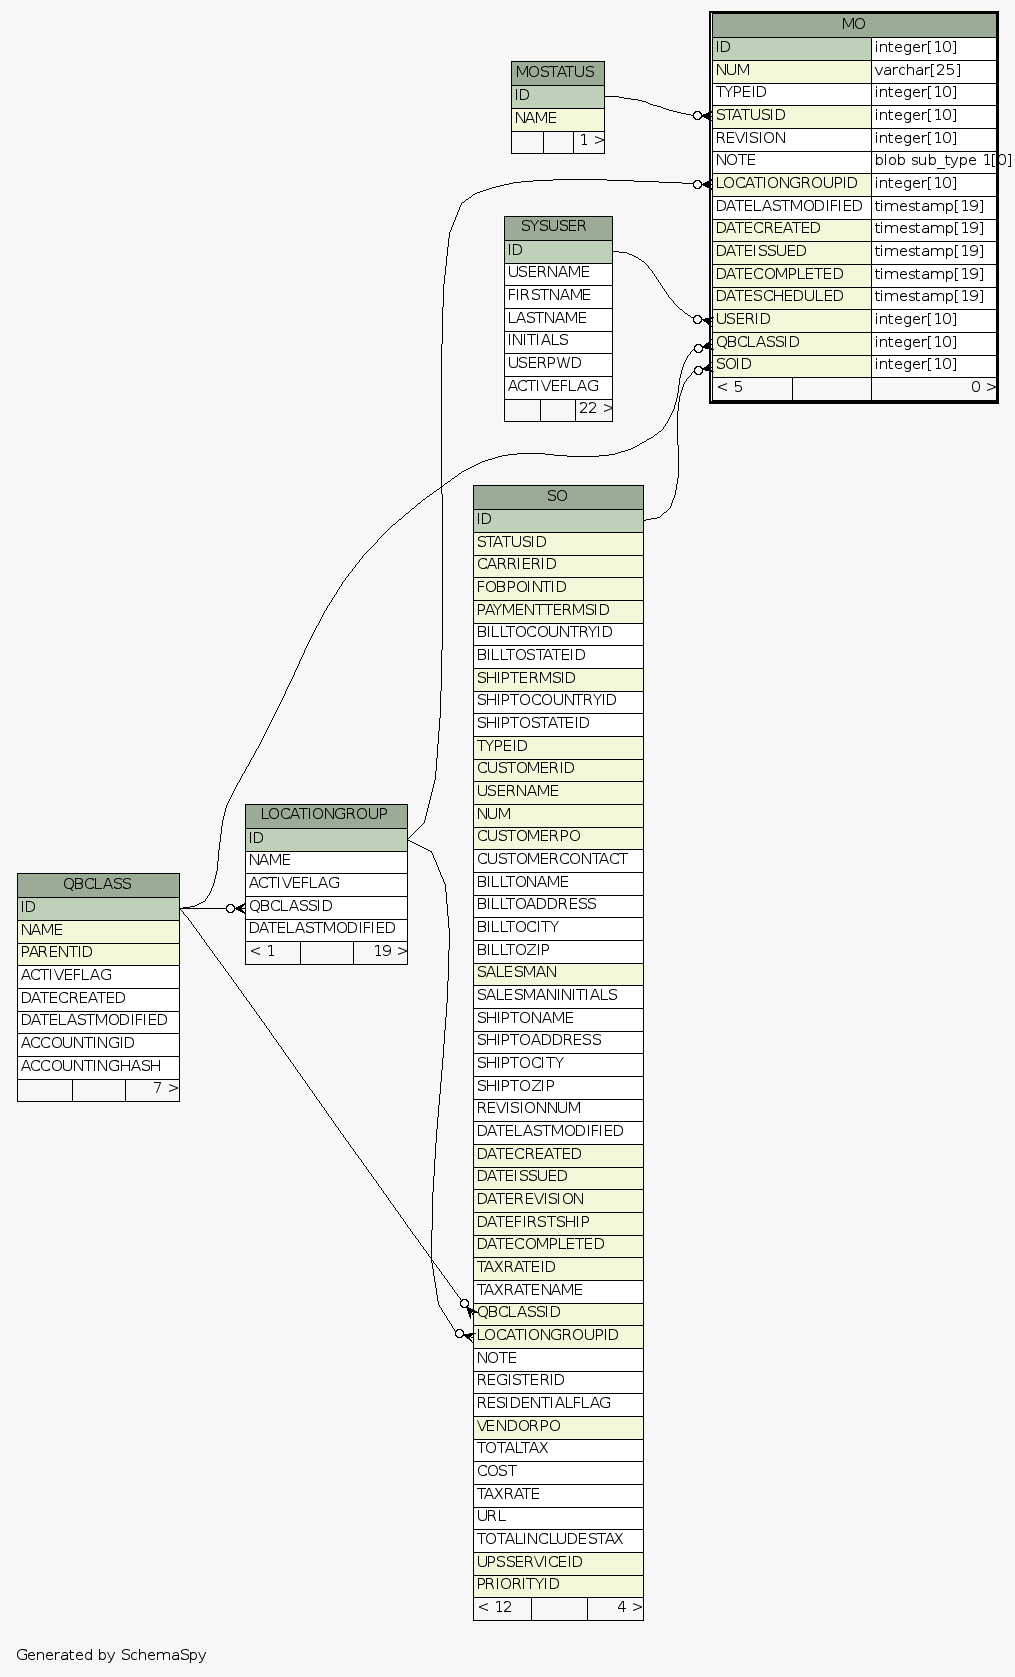 MO
ID integer[10]
NUM varchar[25]
TYPEID integer[10]
STATUSID integer[10]
REVISION integer[10]
NOTE blob sub_type 1[0]
LOCATIONGROUPID integer[10]
DATELASTMODIFIED timestamp[19]
DATECREATED timestamp[19]
DATEISSUED timestamp[19]
DATECOMPLETED timestamp[19]
DATESCHEDULED timestamp[19]
USERID integer[10]
QBCLASSID integer[10]
SOID integer[10]
< 5 0 >
MOSTATUS
ID
NAME
1 >
SYSUSER
ID
USERNAME
FIRSTNAME
LASTNAME
INITIALS
USERPWD
ACTIVEFLAG
22 >
SO
ID
STATUSID
CARRIERID
FOBPOINTID
PAYMENTTERMSID
BILLTOCOUNTRYID
BILLTOSTATEID
SHIPTERMSID
SHIPTOCOUNTRYID
SHIPTOSTATEID
TYPEID
CUSTOMERID
USERNAME
NUM
CUSTOMERPO
CUSTOMERCONTACT
BILLTONAME
BILLTOADDRESS
BILLTOCITY
BILLTOZIP
SALESMAN
SALESMANINITIALS
SHIPTONAME
SHIPTOADDRESS
SHIPTOCITY
SHIPTOZIP
REVISIONNUM
DATELASTMODIFIED
DATECREATED
DATEISSUED
DATEREVISION
DATEFIRSTSHIP
DATECOMPLETED
TAXRATEID
TAXRATENAME
QBCLASSID
LOCATIONGROUPID
NOTE
REGISTERID
RESIDENTIALFLAG
VENDORPO
TOTALTAX
COST
TAXRATE
URL
TOTALINCLUDESTAX
UPSSERVICEID
PRIORITYID
< 12 4 >
LOCATIONGROUP
ID
NAME
ACTIVEFLAG
QBCLASSID
DATELASTMODIFIED
< 1 19 >
QBCLASS
ID
NAME
PARENTID
ACTIVEFLAG
DATECREATED
DATELASTMODIFIED
ACCOUNTINGID
ACCOUNTINGHASH
7 >
Generated by SchemaSpy